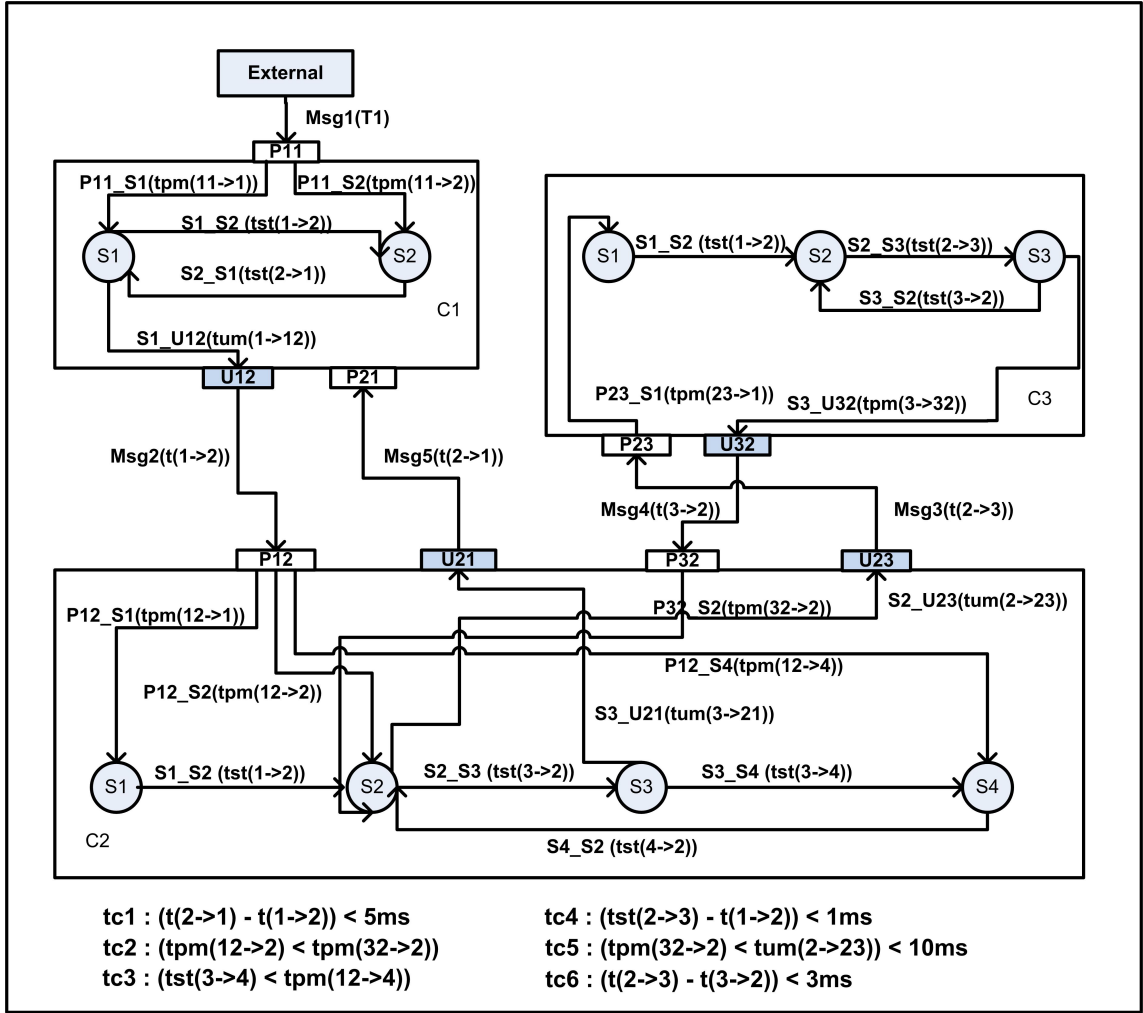 External
Msg1(T1)
P11
P11_S1(tpm(11->1))
P11_S2(tpm(11->2))
S1_S2 (tst(1->2))
S1
S2
S2_S1(tst(2->1))
C1
S1_U12(tum(1->12))
U12
P21
S1
S1_S2 (tst(1->2))
S2
S2_S3(tst(2->3))
S3
S3_S2(tst(3->2))
P23_S1(tpm(23->1))
S3_U32(tpm(3->32))
C3
P23
U32
Msg2(t(1->2))
Msg5(t(2->1))
Msg4(t(3->2))
Msg3(t(2->3))
P12
U21
P32
U23
P12_S1(tpm(12->1))
P32_S2(tpm(32->2))
S2_U23(tum(2->23))
P12_S4(tpm(12->4))
P12_S2(tpm(12->2))
S3_U21(tum(3->21))
S1
S1_S2 (tst(1->2))
S2
S2_S3 (tst(3->2))
S3
S3_S4 (tst(3->4))
S4
C2
S4_S2 (tst(4->2))
tc1 : (t(2->1) - t(1->2)) < 5ms
tc2 : (tpm(12->2) < tpm(32->2))
tc3 : (tst(3->4) < tpm(12->4))
tc4 : (tst(2->3) - t(1->2)) < 1ms
tc5 : (tpm(32->2) < tum(2->23)) < 10ms
tc6 : (t(2->3) - t(3->2)) < 3ms